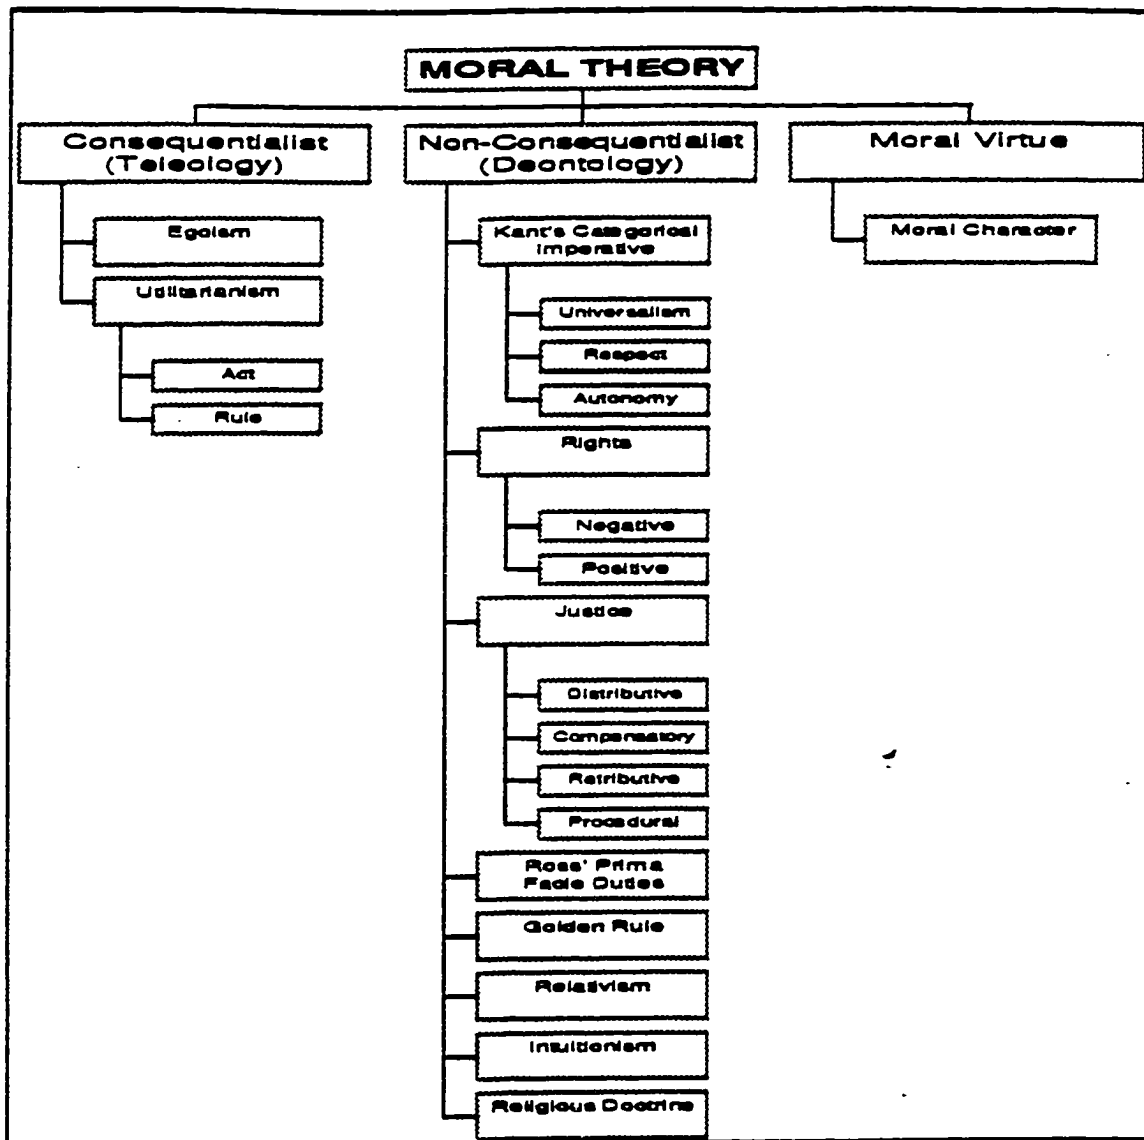 MORAL THEORY
Consequentialist
(Teleology)
Egoism
Utilitarianism
Act
Rule
Non-Consequentialist
(Deontology)
Kant's Categorical
Imperative
Universalism
Respect
Autonomy
Rights
Negative
Positive
Justice
Distributive
Compensatory
Retributive
Procedural
Ross' Prima
Facie Duties
Golden Rule
Relativism
Intuitionism
Religious Doctrine
Moral Virtue
Moral Character